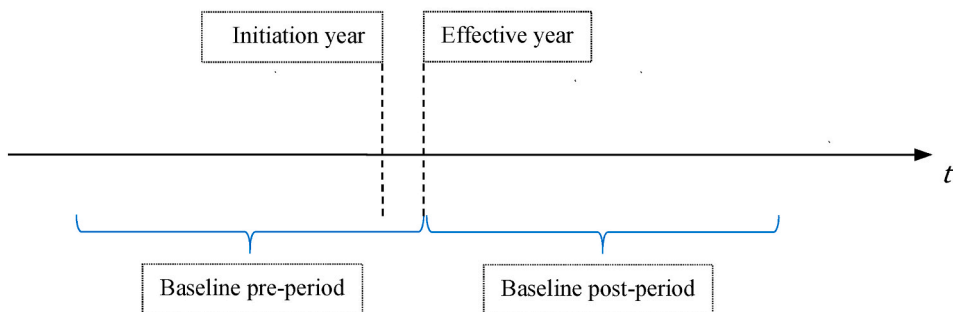 Initiation year
Effective year
t
Baseline pre-period
Baseline post-period